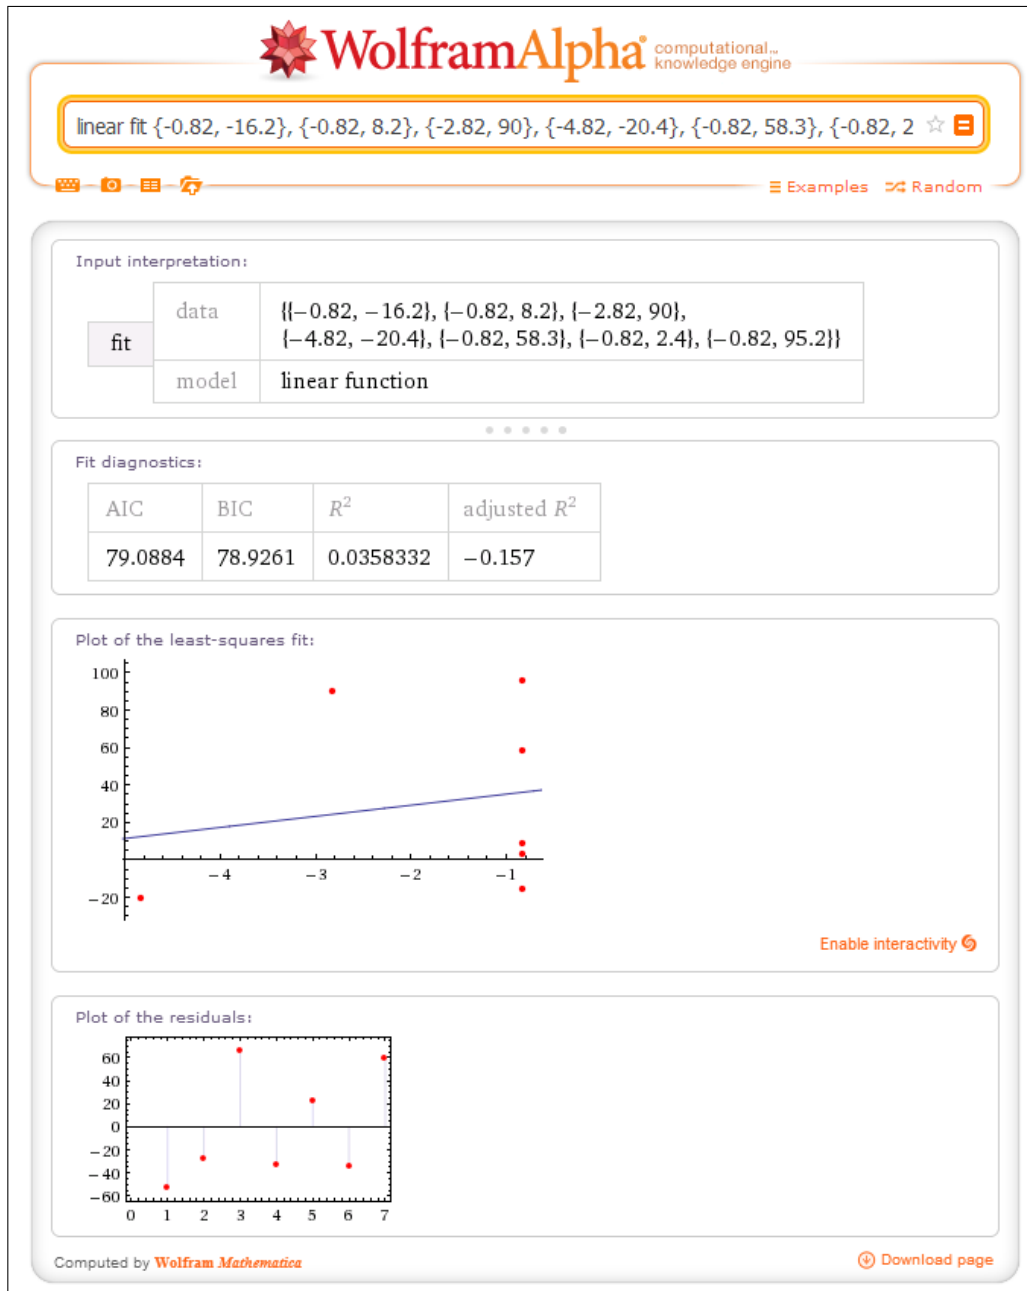 WolframAlpha computational... knowledge engine
linear fit {-0.82, -16.2}, {-0.82, 8.2}, {-2.82, 90}, {-4.82, -20.4}, {-0.82, 58.3}, {-0.82, 2
Examples Random
Input interpretation:
fit
data
{{−0.82, −16.2}, {−0.82, 8.2}, {−2.82, 90},
{−4.82, −20.4}, {−0.82, 58.3}, {−0.82, 2.4}, {−0.82, 95.2}}
model linear function
Fit diagnostics:
AIC BIC R² adjusted R²
79.0884 78.9261 0.0358332 −0.157
Plot of the least-squares fit:
100
80
60
40
20
−4 −3 −2 −1
−20
Enable interactivity
Plot of the residuals:
60
40
20
0
−20
−40
−60
0 1 2 3 4 5 6 7
Computed by Wolfram Mathematica Download page